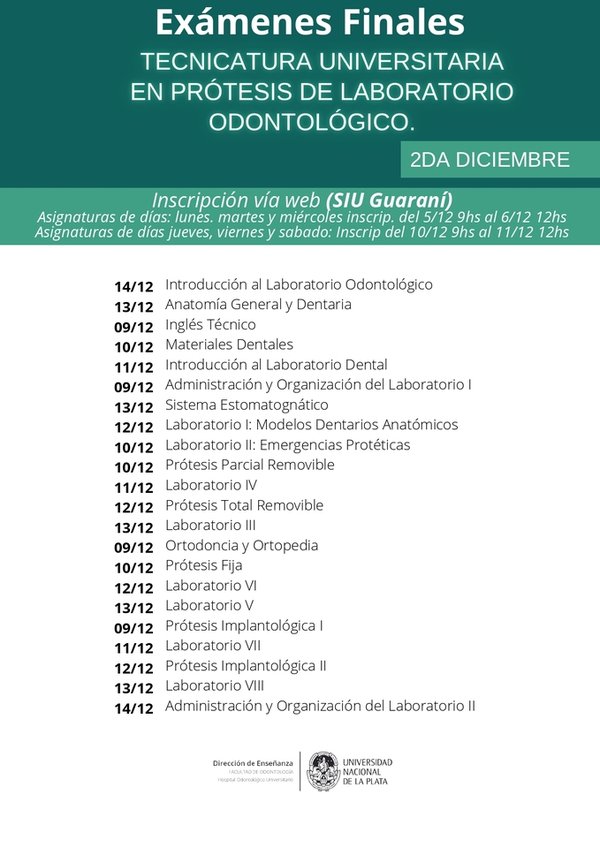 Exámenes Finales
TECNICATURA UNIVERSITARIA
EN PRÓTESIS DE LABORATORIO
ODONTOLÓGICO.
2DA DICIEMBRE
Inscripción vía web (SIU Guaraní)
Asignaturas de días: lunes. martes y miércoles inscrip. del 5/12 9hs al 6/12 12hs
Asignaturas de días jueves, viernes y sabado: Inscrip del 10/12 9hs al 11/12 12hs
14/12 Introducción al Laboratorio Odontológico
13/12 Anatomía General y Dentaria
09/12 Inglés Técnico
10/12 Materiales Dentales
11/12 Introducción al Laboratorio Dental
09/12 Administración y Organización del Laboratorio I
13/12 Sistema Estomatognático
12/12 Laboratorio I: Modelos Dentarios Anatómicos
10/12 Laboratorio II: Emergencias Protéticas
10/12 Prótesis Parcial Removible
11/12 Laboratorio IV
12/12 Prótesis Total Removible
13/12 Laboratorio III
09/12 Ortodoncia y Ortopedia
10/12 Prótesis Fija
12/12 Laboratorio VI
13/12 Laboratorio V
09/12 Prótesis Implantológica I
11/12 Laboratorio VII
12/12 Prótesis Implantológica II
13/12 Laboratorio VIII
14/12 Administración y Organización del Laboratorio II
Dirección de Enseñanza
FACULTAD DE ODONTOLOGÍA
Hospital Odontológico Universitario
UNIVERSIDAD
NACIONAL
DE LA PLATA